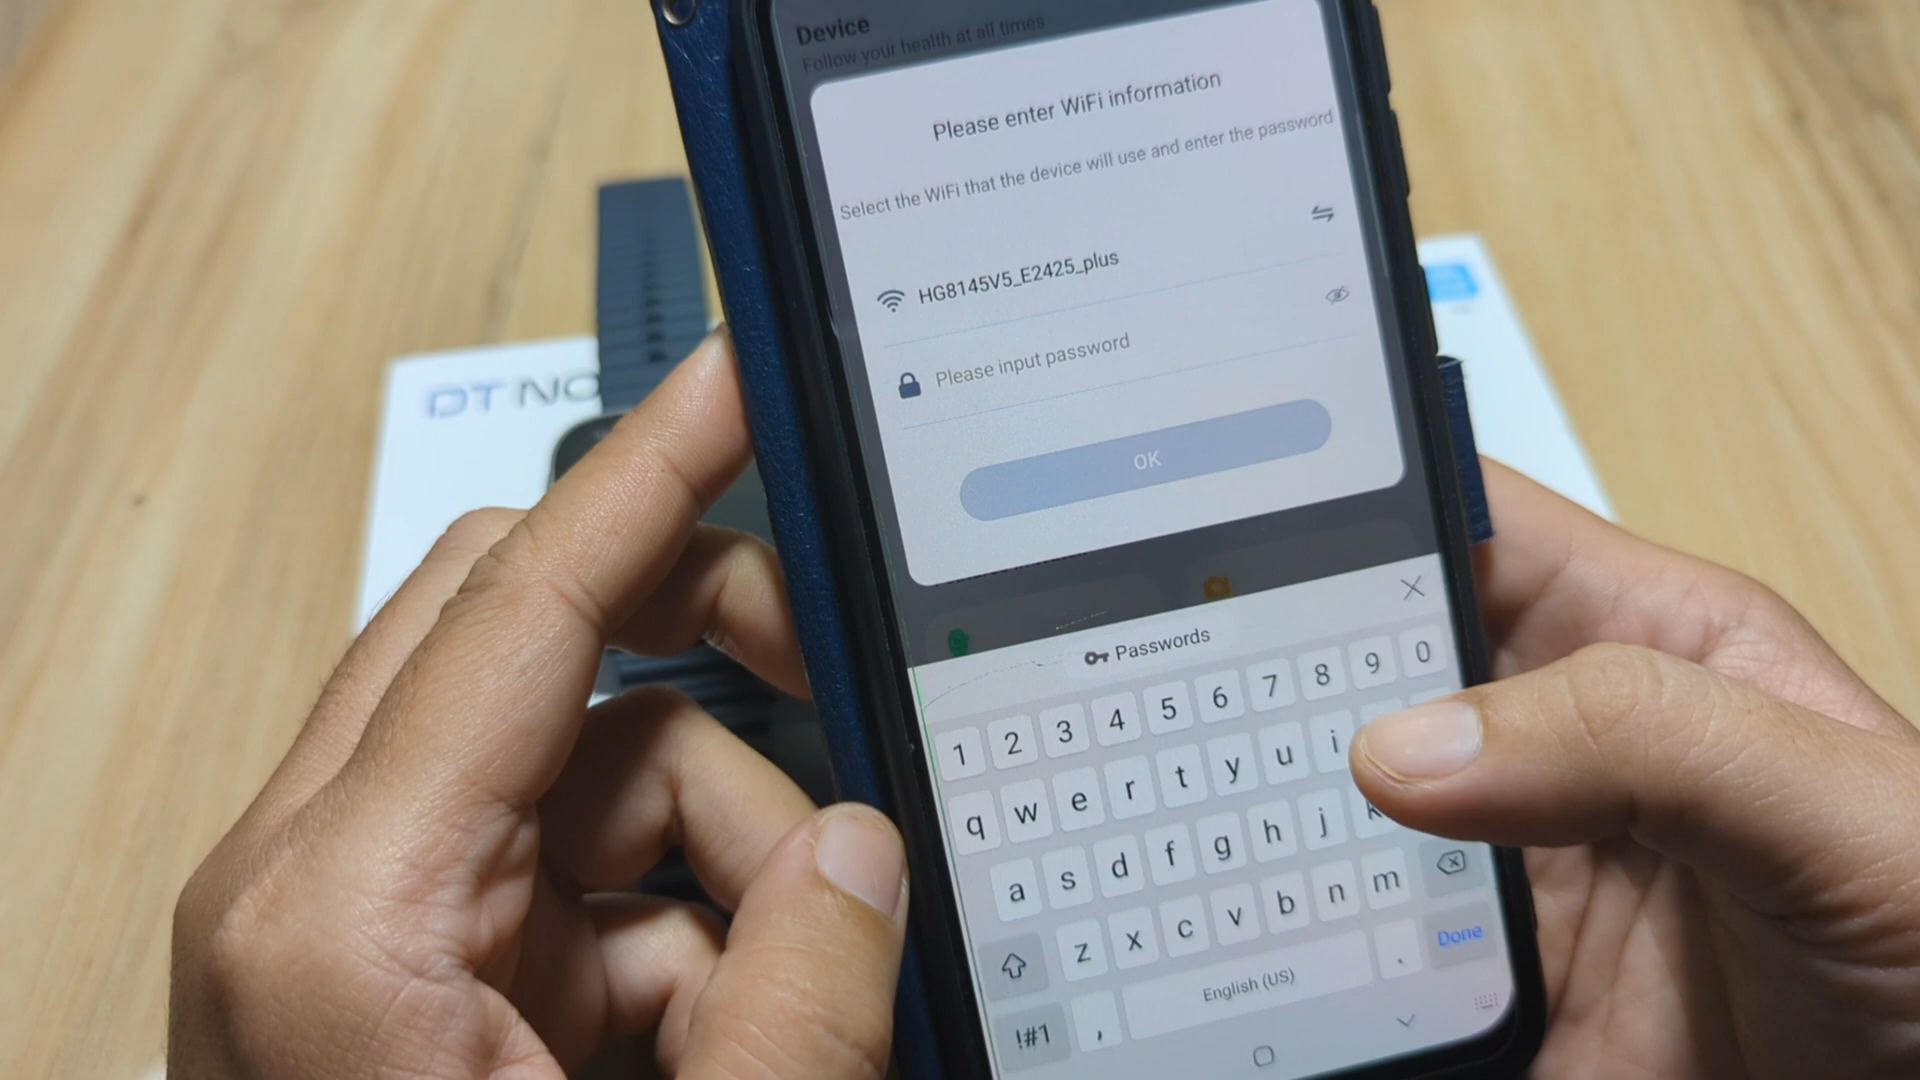 Device
Follow your health at all times
Please enter WiFi information
Select the WiFi that the device will use and enter the password
HG8145V5_E2425_plus
Please input password
OK
DT NO
Passwords
1 2 3 4 5 6 7 8 9 0
q w e r t y u i
a s d f g h j k
z x c v b n m
!#1 , English (US) . Done